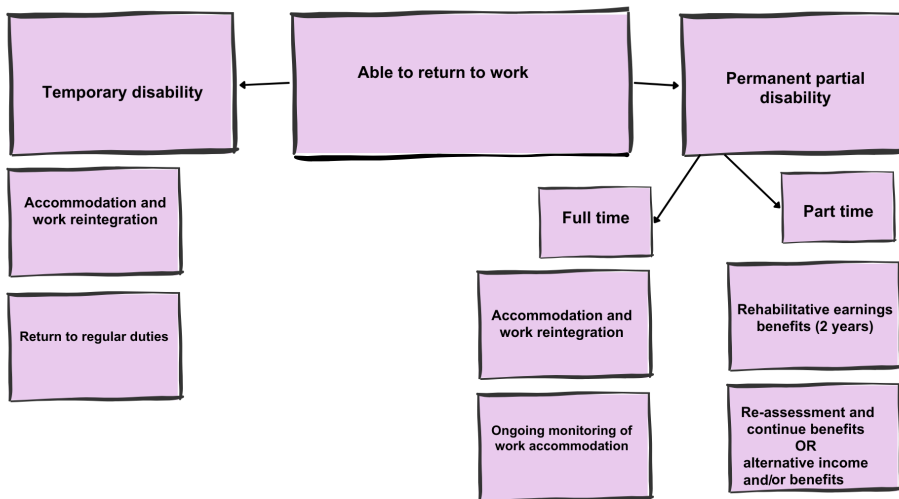 Able to return to work
Temporary disability
Permanent partial
disability
Accommodation and
work reintegration
Return to regular duties
Full time
Part time
Accommodation and
work reintegration
Ongoing monitoring of
work accommodation
Rehabilitative earnings
benefits (2 years)
Re-assessment and
continue benefits
OR
alternative income
and/or benefits